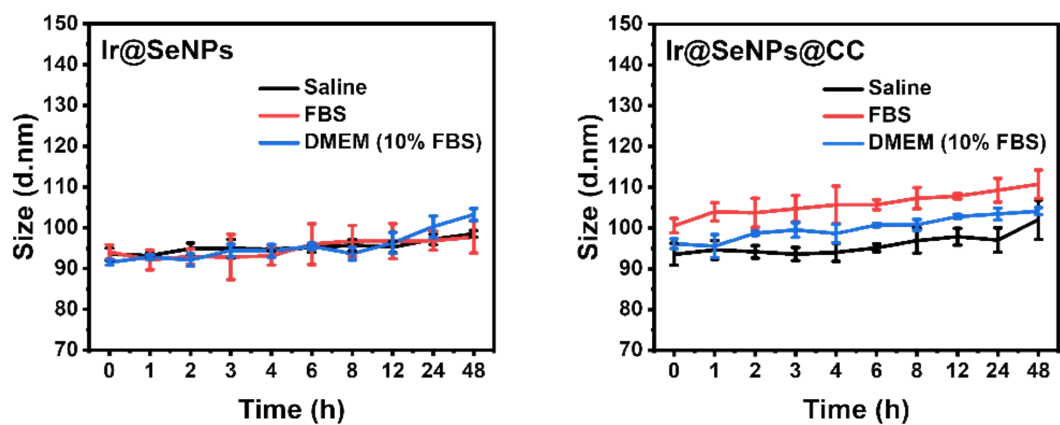 Ir@SeNPs
Saline
FBS
DMEM (10% FBS)
Size (d.nm)
150
140
130
120
110
100
90
80
70
0 1 2 3 4 6 8 12 24 48
Time (h)
Ir@SeNPs@CC
Saline
FBS
DMEM (10% FBS)
Size (d.nm)
150
140
130
120
110
100
90
80
70
0 1 2 3 4 6 8 12 24 48
Time (h)